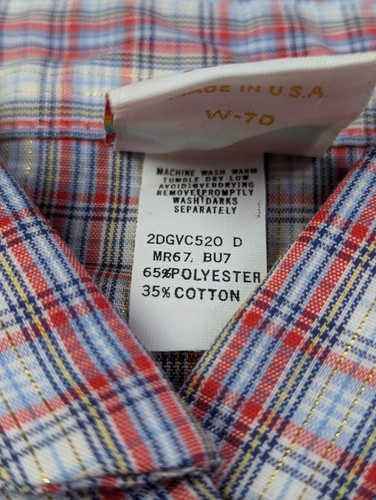 MADE IN U.S.A.
W-70
MACHINE WASH WARM
TUMBLE DRY LOW
AVOID OVERDRYING
REMOVE PROMPTLY
WASH DARKS
SEPARATELY
2DGVC520 D
MR67, BU7
65%POLYESTER
35% COTTON